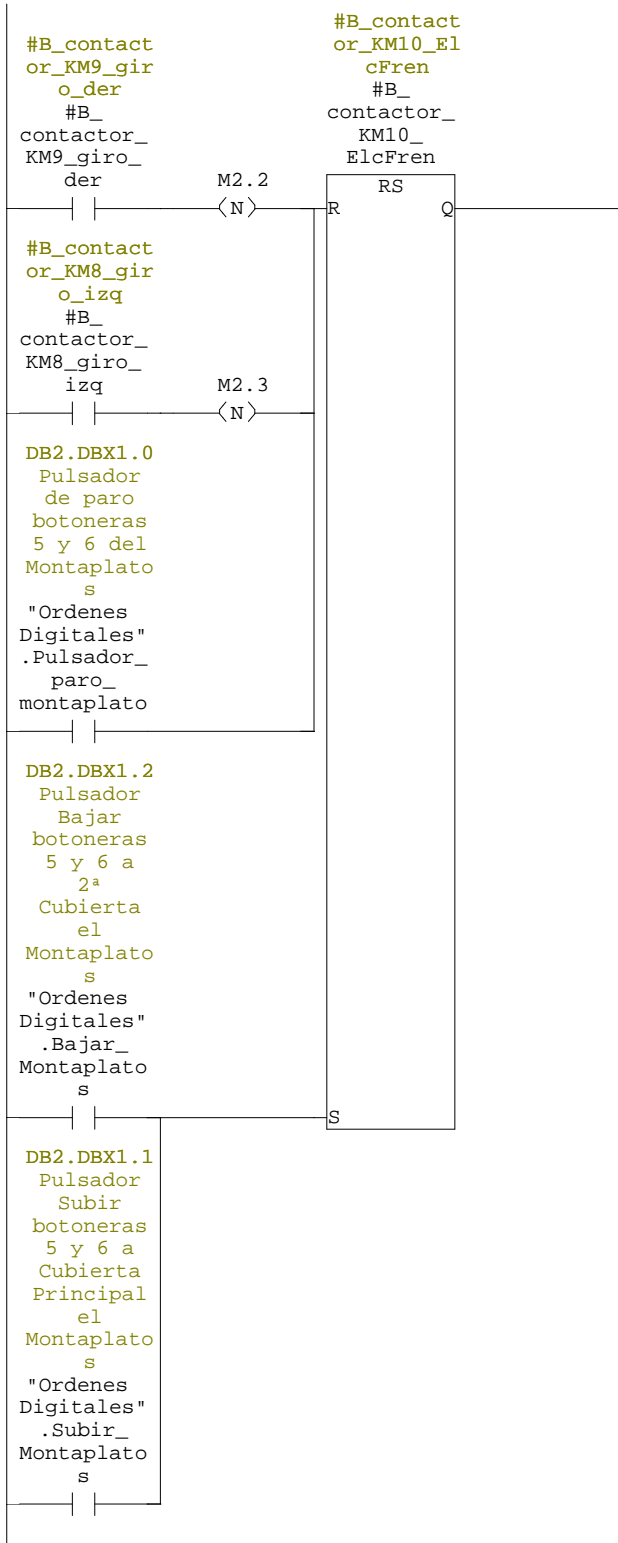 #B_contact
or_KM9_gir
o_der
#B_
contactor_
KM9_giro_
der
M2.2
N
#B_contact
or_KM10_El
cFren
#B_
contactor_
KM10_
ElcFren
RS
R
Q
#B_contact
or_KM8_gir
o_izq
#B_
contactor_
KM8_giro_
izq
M2.3
N
DB2.DBX1.0
Pulsador
de paro
botoneras
5 y 6 del
Montaplato
s
"Ordenes
Digitales"
.Pulsador_
paro_
montaplato
DB2.DBX1.2
Pulsador
Bajar
botoneras
5 y 6 a
2ª
Cubierta
el
Montaplato
s
"Ordenes
Digitales"
.Bajar_
Montaplato
s
S
DB2.DBX1.1
Pulsador
Subir
botoneras
5 y 6 a
Cubierta
Principal
el
Montaplato
s
"Ordenes
Digitales"
.Subir_
Montaplato
s